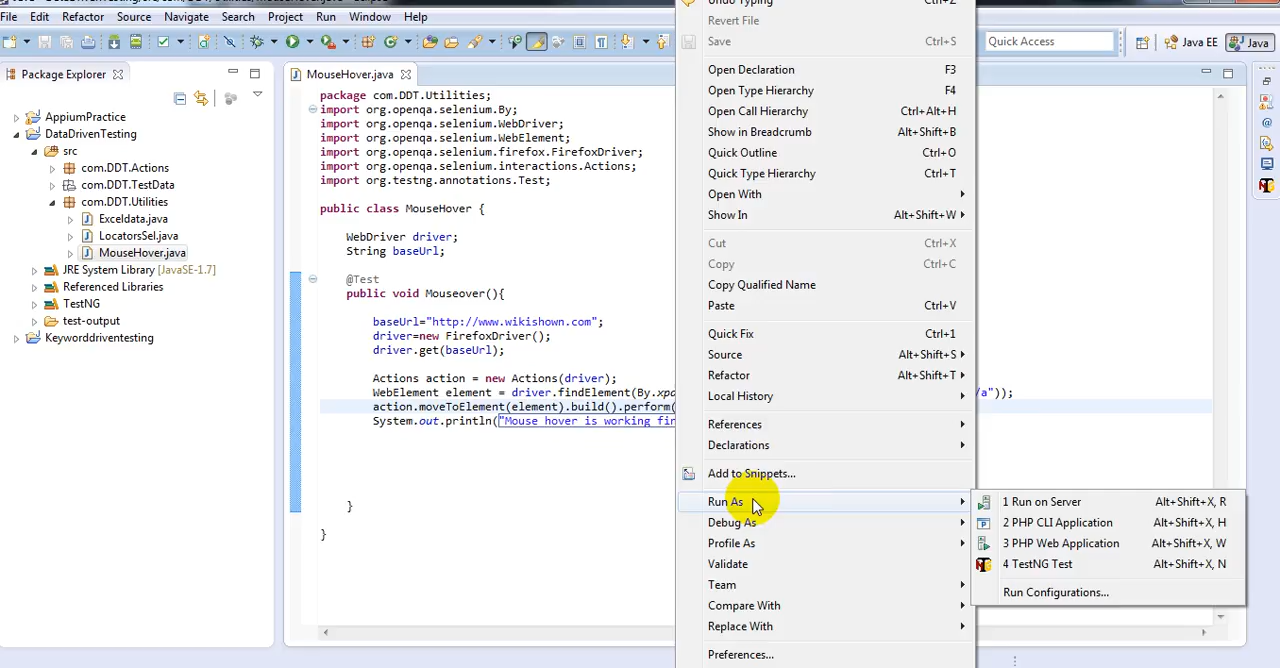 File Edit Refactor Source Navigate Search Project Run Window Help
Quick Access
Java EE
Java
Package Explorer
AppiumPractice
DataDrivenTesting
src
com.DDT.Actions
com.DDT.TestData
com.DDT.Utilities
Exceldata.java
LocatorsSel.java
MouseHover.java
JRE System Library [JavaSE-1.7]
Referenced Libraries
TestNG
test-output
Keyworddriventesting
MouseHover.java
package com.DDT.Utilities;
import org.openqa.selenium.By;
import org.openqa.selenium.WebDriver;
import org.openqa.selenium.WebElement;
import org.openqa.selenium.firefox.FirefoxDriver;
import org.openqa.selenium.interactions.Actions;
import org.testng.annotations.Test;
public class MouseHover {
WebDriver driver;
String baseUrl;
@Test
public void Mouseover(){
baseUrl="http://www.wikishown.com";
driver=new FirefoxDriver();
driver.get(baseUrl);
Actions action = new Actions(driver);
WebElement element = driver.findElement(By.xpa /a"));
action.moveToElement(element).build().perform(
System.out.println("Mouse hover is working fin
}
}
Undo Typing Ctrl+Z
Revert File
Save Ctrl+S
Open Declaration F3
Open Type Hierarchy F4
Open Call Hierarchy Ctrl+Alt+H
Show in Breadcrumb Alt+Shift+B
Quick Outline Ctrl+O
Quick Type Hierarchy Ctrl+T
Open With
Show In Alt+Shift+W
Cut Ctrl+X
Copy Ctrl+C
Copy Qualified Name
Paste Ctrl+V
Quick Fix Ctrl+1
Source Alt+Shift+S
Refactor Alt+Shift+T
Local History
References
Declarations
Add to Snippets...
Run As
Debug As
Profile As
Validate
Team
Compare With
Replace With
Preferences...
1 Run on Server Alt+Shift+X, R
2 PHP CLI Application Alt+Shift+X, H
3 PHP Web Application Alt+Shift+X, W
4 TestNG Test Alt+Shift+X, N
Run Configurations...